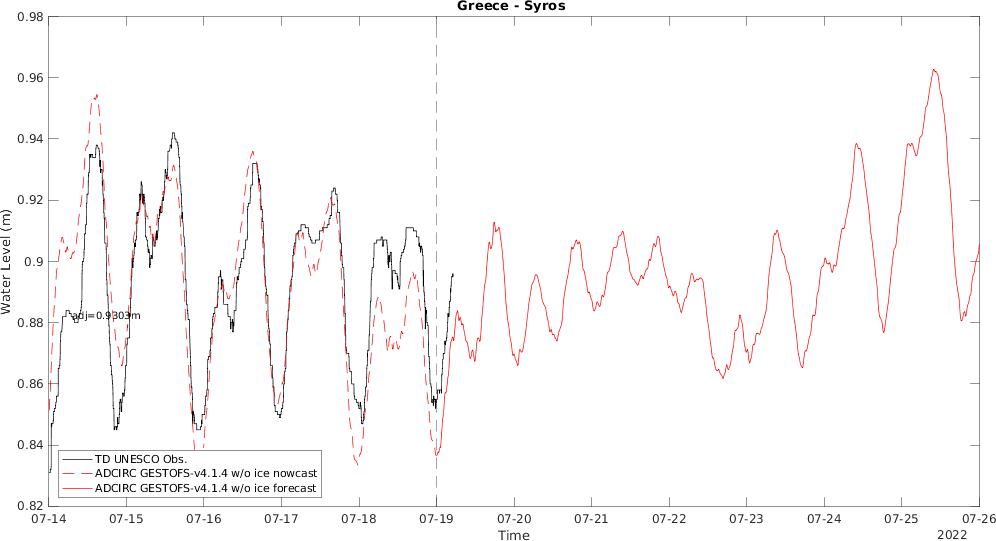 Greece - Syros
0.98
0.96
0.94
0.92
0.9
0.88
0.86
0.84
0.82
Water Level (m)
adj=0.9303m
TD UNESCO Obs.
ADCIRC GESTOFS-v4.1.4 w/o ice nowcast
ADCIRC GESTOFS-v4.1.4 w/o ice forecast
07-14 07-15 07-16 07-17 07-18 07-19 07-20 07-21 07-22 07-23 07-24 07-25 07-26
Time
2022